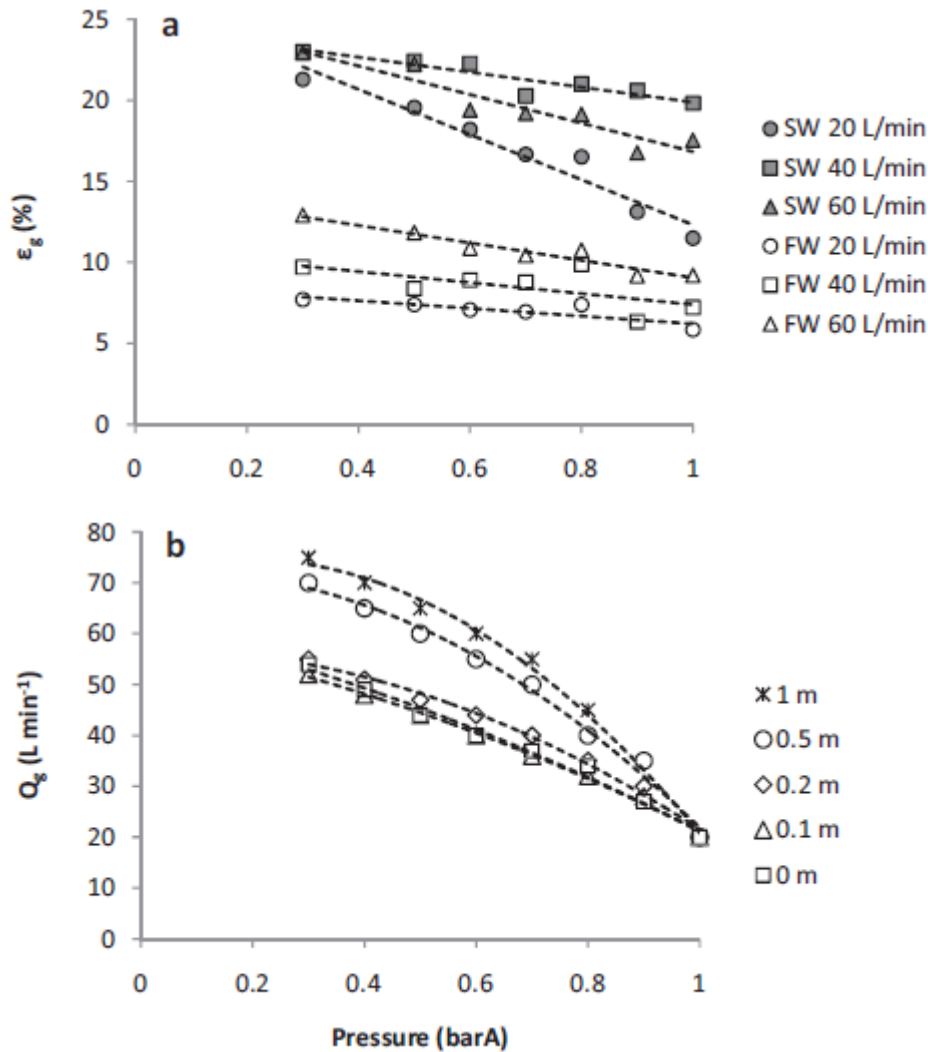 a
25
20
15
10
5
0
εg (%)
0 0.2 0.4 0.6 0.8 1
SW 20 L/min
SW 40 L/min
SW 60 L/min
FW 20 L/min
FW 40 L/min
FW 60 L/min
b
80
70
60
50
40
30
20
10
0
Qg (L min⁻¹)
0 0.2 0.4 0.6 0.8 1
Pressure (barA)
1 m
0.5 m
0.2 m
0.1 m
0 m